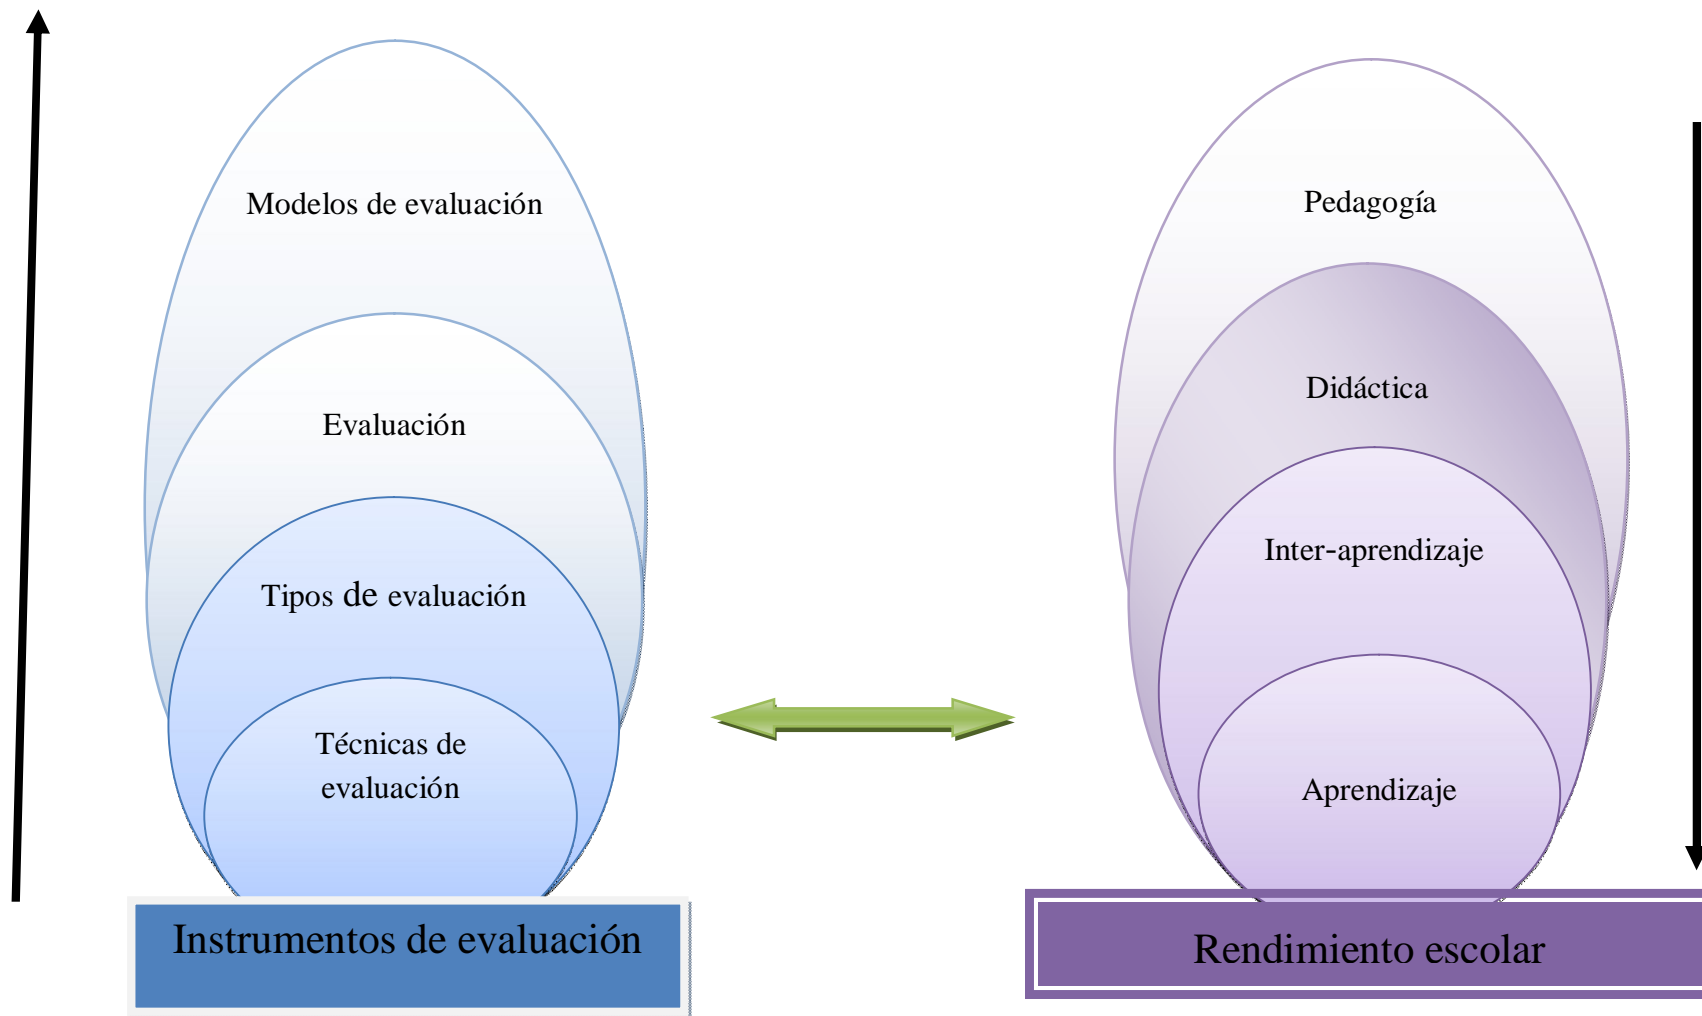 Modelos de evaluación
Evaluación
Tipos de evaluación
Técnicas de
evaluación
Instrumentos de evaluación
Pedagogía
Didáctica
Inter-aprendizaje
Aprendizaje
Rendimiento escolar